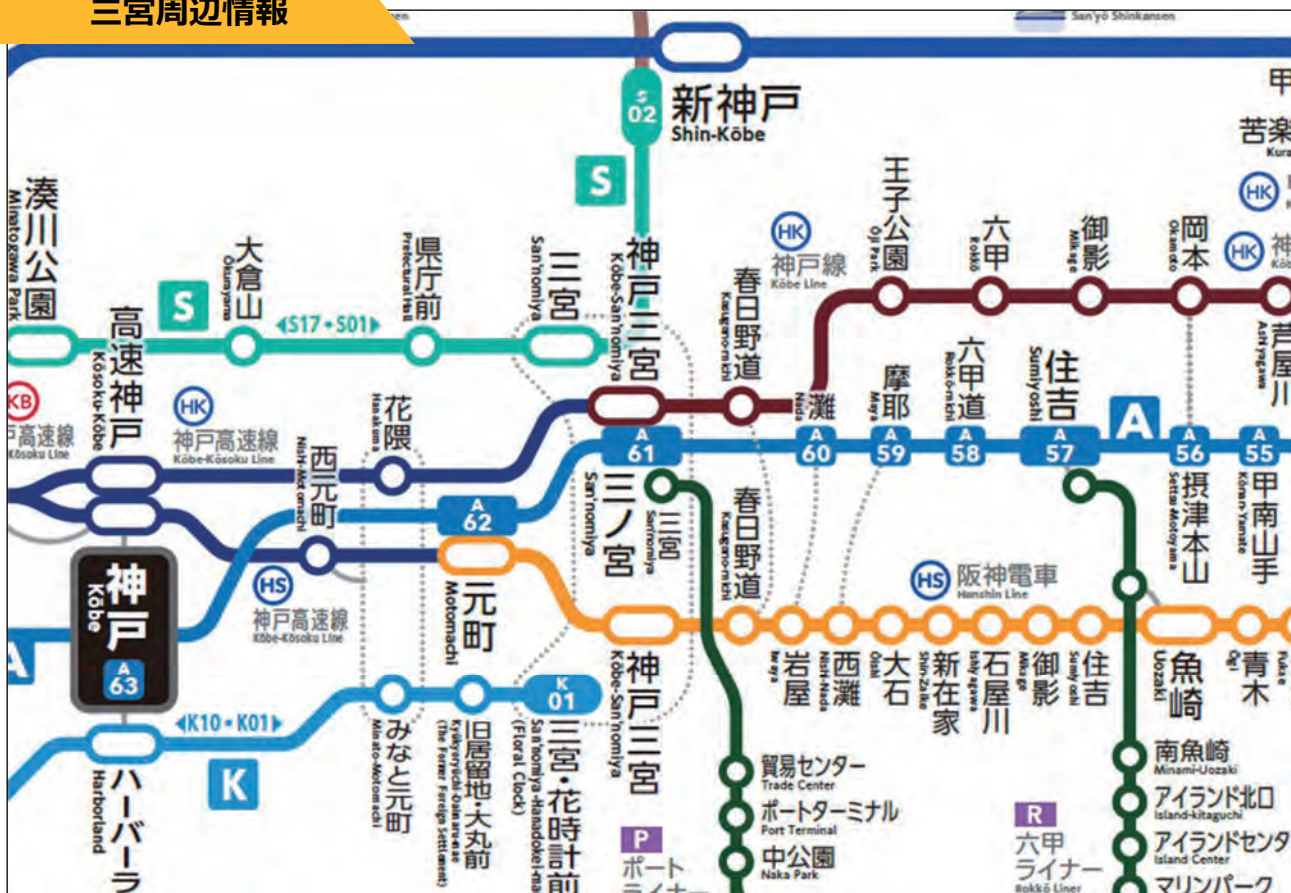 三宮周辺情報
San'yō Shinkansen
S
02
新神戸
Shin-Kōbe
S
湊川公園
Minatogawa Park
S
大倉山
Ōkurayama
◀S17・S01▶
県庁前
Prefectural Hall
三宮
San'nomiya
神戸三宮
Kōbe-San'nomiya
春日野道
Kasuganomichi
HK
神戸線
Kōbe Line
王子公園
Ōji Park
六甲
Rokkō
御影
Mikage
岡本
Okamoto
HK
HK
芦屋川
Ashiyagawa
高速神戸
Kōsoku-Kōbe
KB
HK
神戸高速線
Kōbe-Kōsoku Line
西元町
Nishi-Motomachi
花隈
Hanakuma
A
62
元町
Motomachi
A
61
三ノ宮
San'nomiya
三宮
San'nomiya
灘
Nada
A
60
摩耶
Maya
A
59
六甲道
Rokkō-michi
A
58
住吉
Sumiyoshi
A
57
A
A
56
摂津本山
Settsu-Motoyama
A
55
甲南山手
Kōnan-Yamate
神戸
Kōbe
A
63
HS
神戸高速線
Kōbe-Kōsoku Line
春日野道
Kasugano-michi
HS
阪神電車
Hanshin Line
神戸三宮
Kōbe-San'nomiya
岩屋
Iwaya
西灘
Nishi-Nada
大石
Ōishi
新在家
Shin-Zaike
石屋川
Ishiyagawa
御影
Mikage
住吉
Sumiyoshi
魚崎
Uozaki
青木
Ōgi
◀K10・K01▶
K
ハーバーラ
Harborland
みなと元町
Minato-Motomachi
旧居留地・大丸前
Kyūkyoryūchi-Daimarumae
(The Former Foreign Settlement)
K
01
三宮・花時計前
San'nomiya-Hanadokei-mae
(Floral Clock)
P
ポート
ライナー
貿易センター
Trade Center
ポートターミナル
Port Terminal
中公園
Naka Park
R
六甲
ライナー
Rokkō Liner
南魚崎
Minami-Uozaki
アイランド北口
Island-kitaguchi
アイランドセンタ
Island Center
マリンパーク